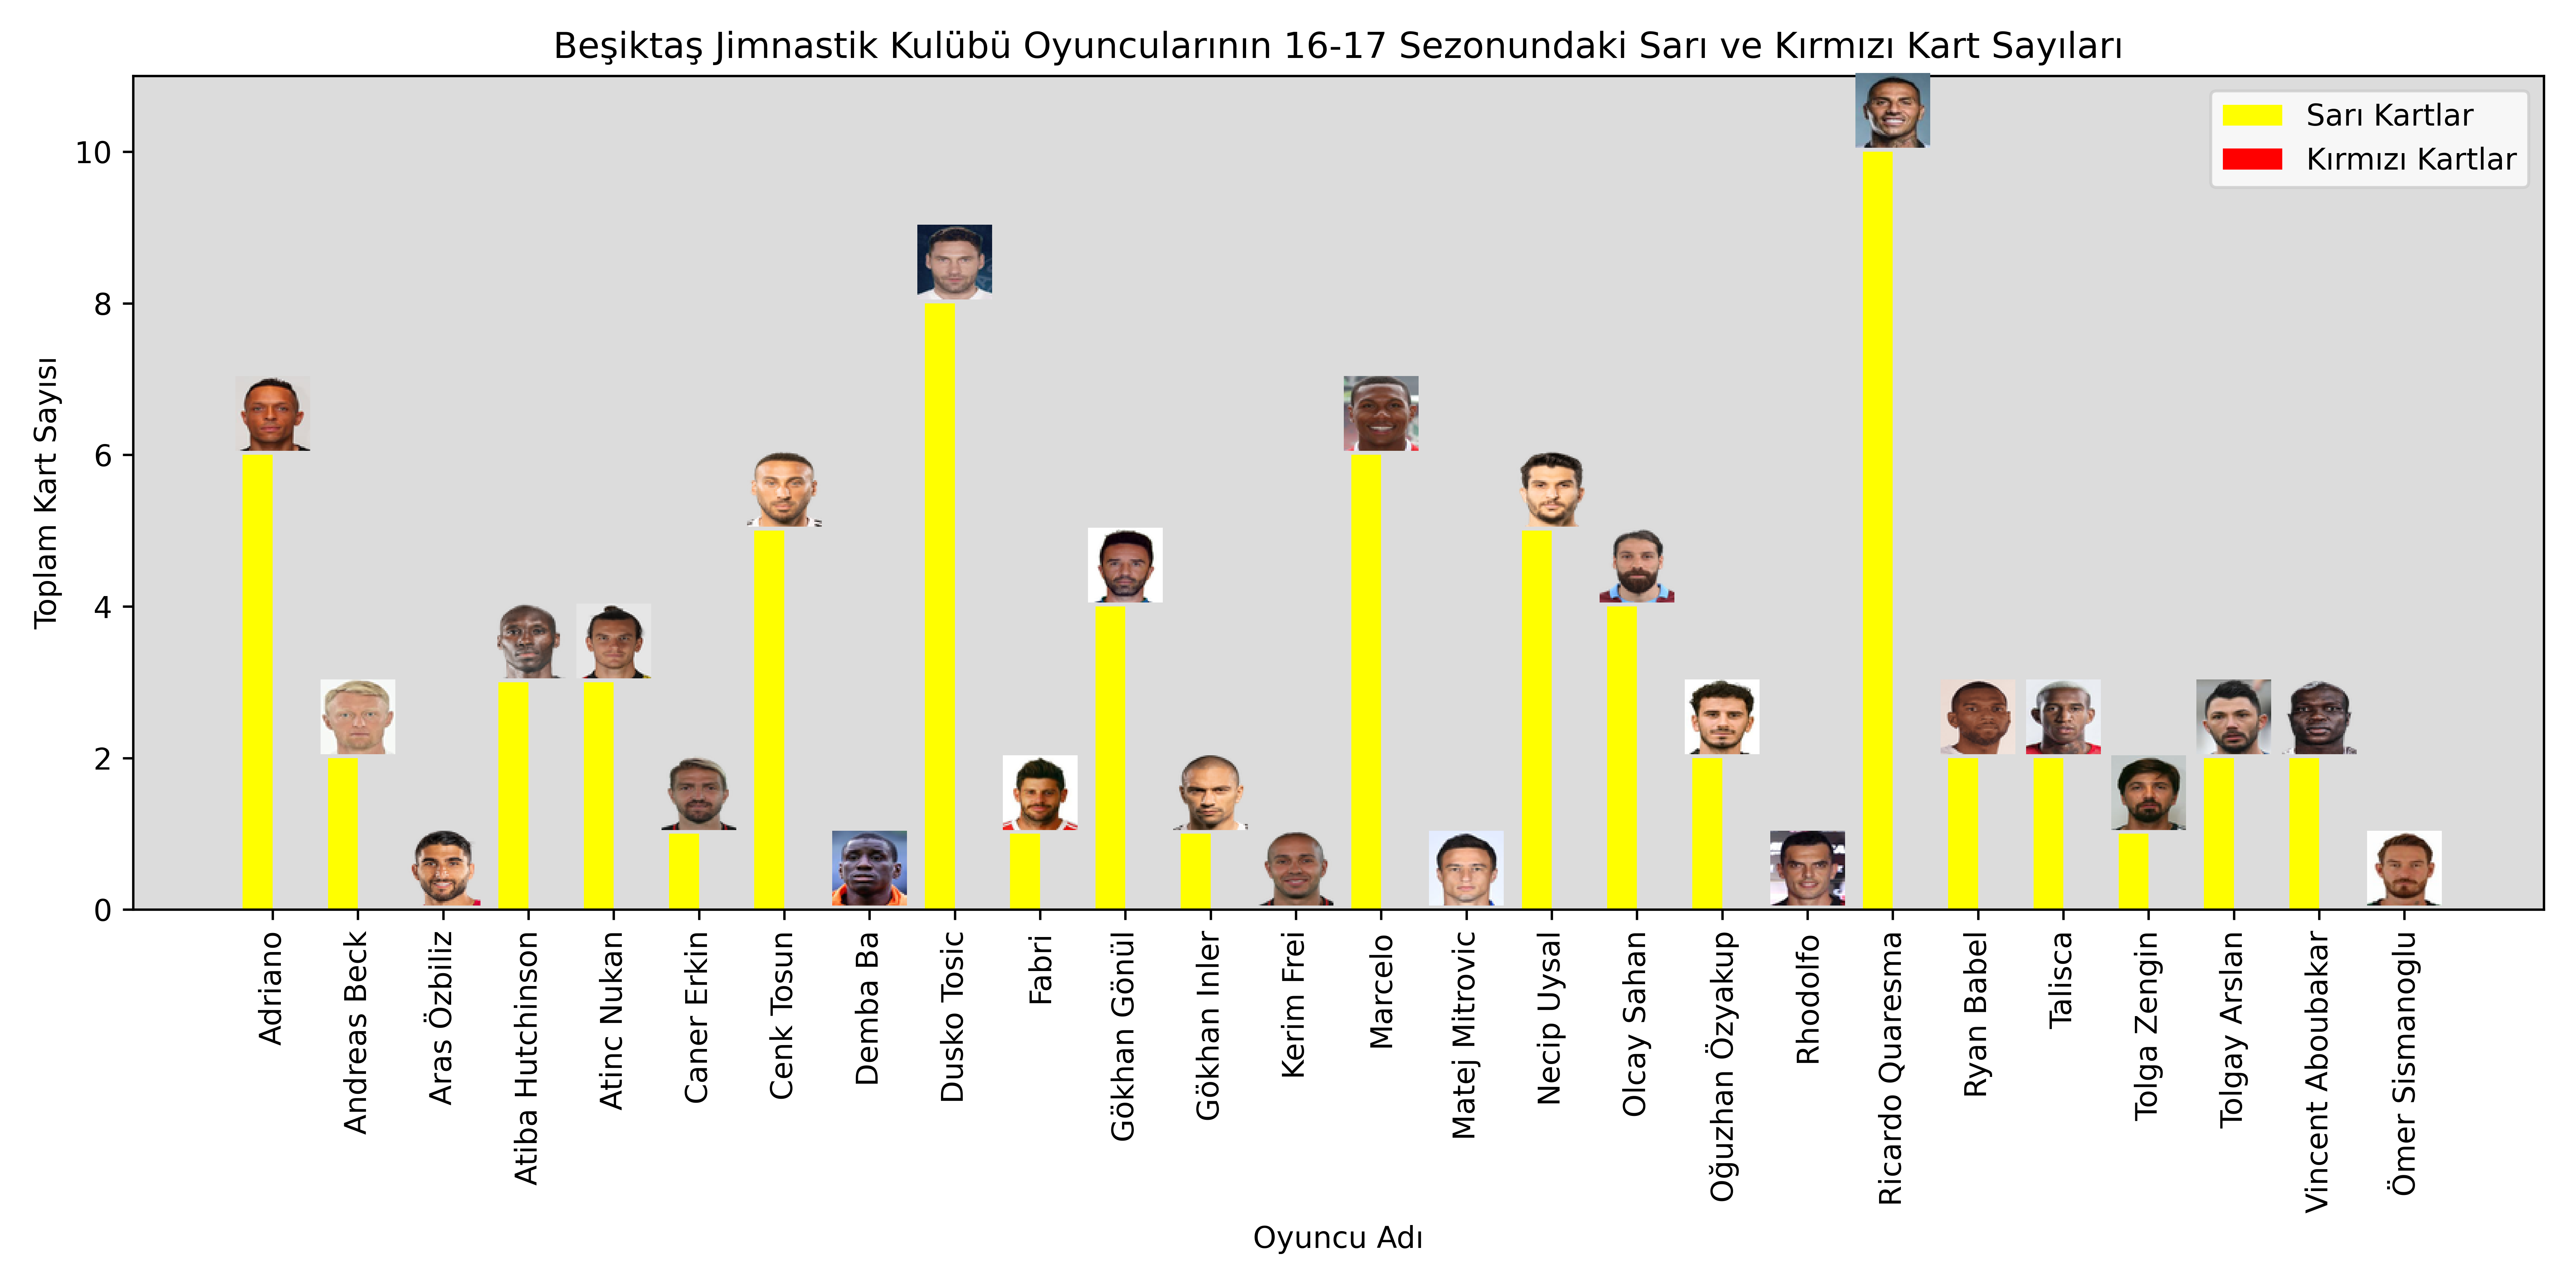 Beşiktaş Jimnastik Kulübü Oyuncularının 16-17 Sezonundaki Sarı ve Kırmızı Kart Sayıları
Sarı Kartlar
Kırmızı Kartlar
Toplam Kart Sayısı
10
8
6
4
2
0
Adriano
Andreas Beck
Aras Özbiliz
Atiba Hutchinson
Atinc Nukan
Caner Erkin
Cenk Tosun
Demba Ba
Dusko Tosic
Fabri
Gökhan Gönül
Gökhan Inler
Kerim Frei
Marcelo
Matej Mitrovic
Necip Uysal
Olcay Sahan
Oğuzhan Özyakup
Rhodolfo
Ricardo Quaresma
Ryan Babel
Talisca
Tolga Zengin
Tolgay Arslan
Vincent Aboubakar
Ömer Sismanoglu
Oyuncu Adı